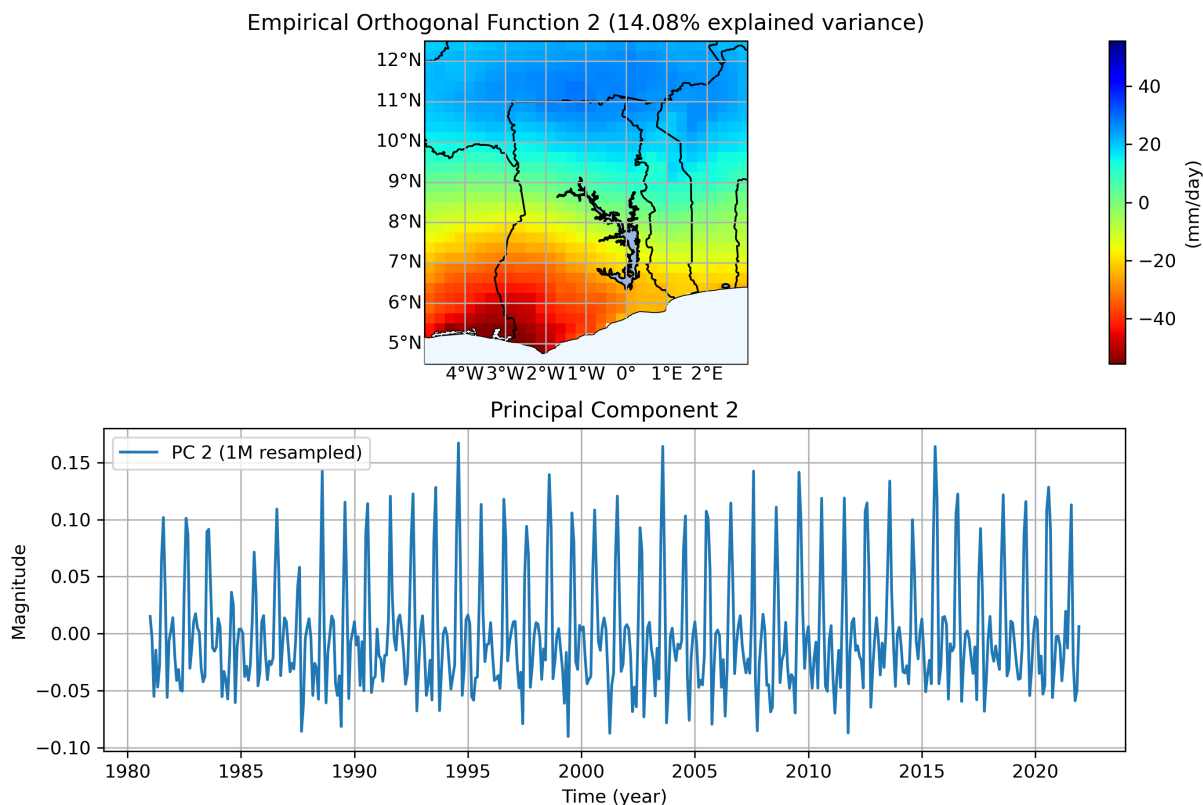 Empirical Orthogonal Function 2 (14.08% explained variance)
12°N
11°N
10°N
9°N
8°N
7°N
6°N
5°N
4°W 3°W 2°W 1°W 0° 1°E 2°E
40
20
0
−20
−40
(mm/day)
Principal Component 2
PC 2 (1M resampled)
0.15
0.10
0.05
0.00
−0.05
−0.10
Magnitude
1980 1985 1990 1995 2000 2005 2010 2015 2020
Time (year)